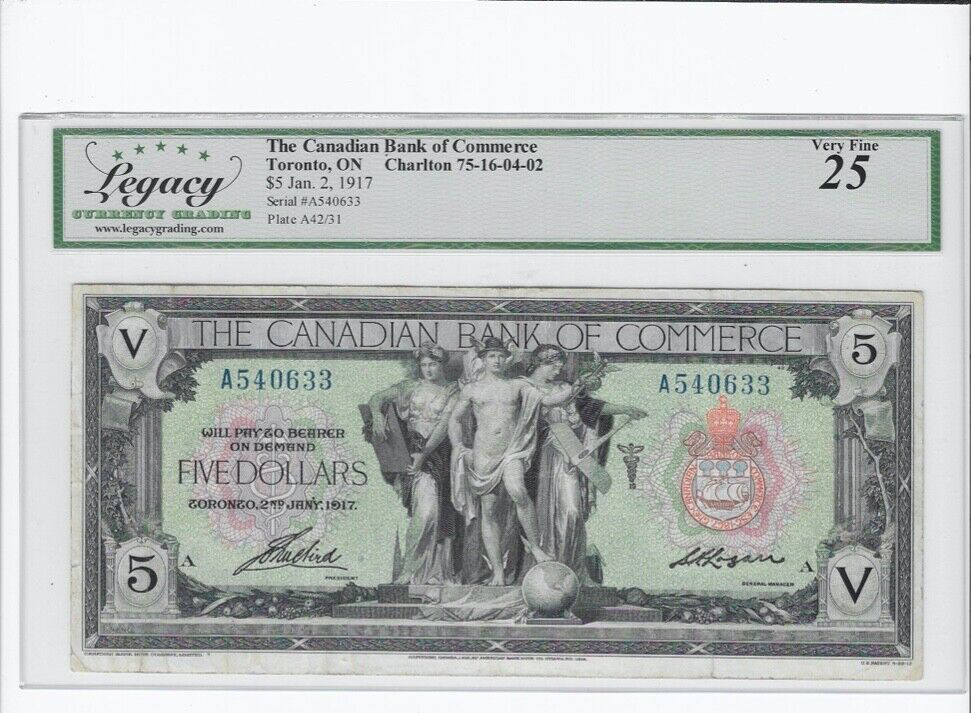 Legacy
CURRENCY GRADING
www.legacygrading.com
The Canadian Bank of Commerce
Toronto, ON Charlton 75-16-04-02
$5 Jan. 2, 1917
Serial #A540633
Plate A42/31
Very Fine
25
V
THE CANADIAN BANK OF COMMERCE
5
A540633
A540633
WILL PAY TO BEARER
ON DEMAND
FIVE DOLLARS
TORONTO, 2ND JANY. 1917.
PRESIDENT
GENERAL MANAGER
5
A
A
V